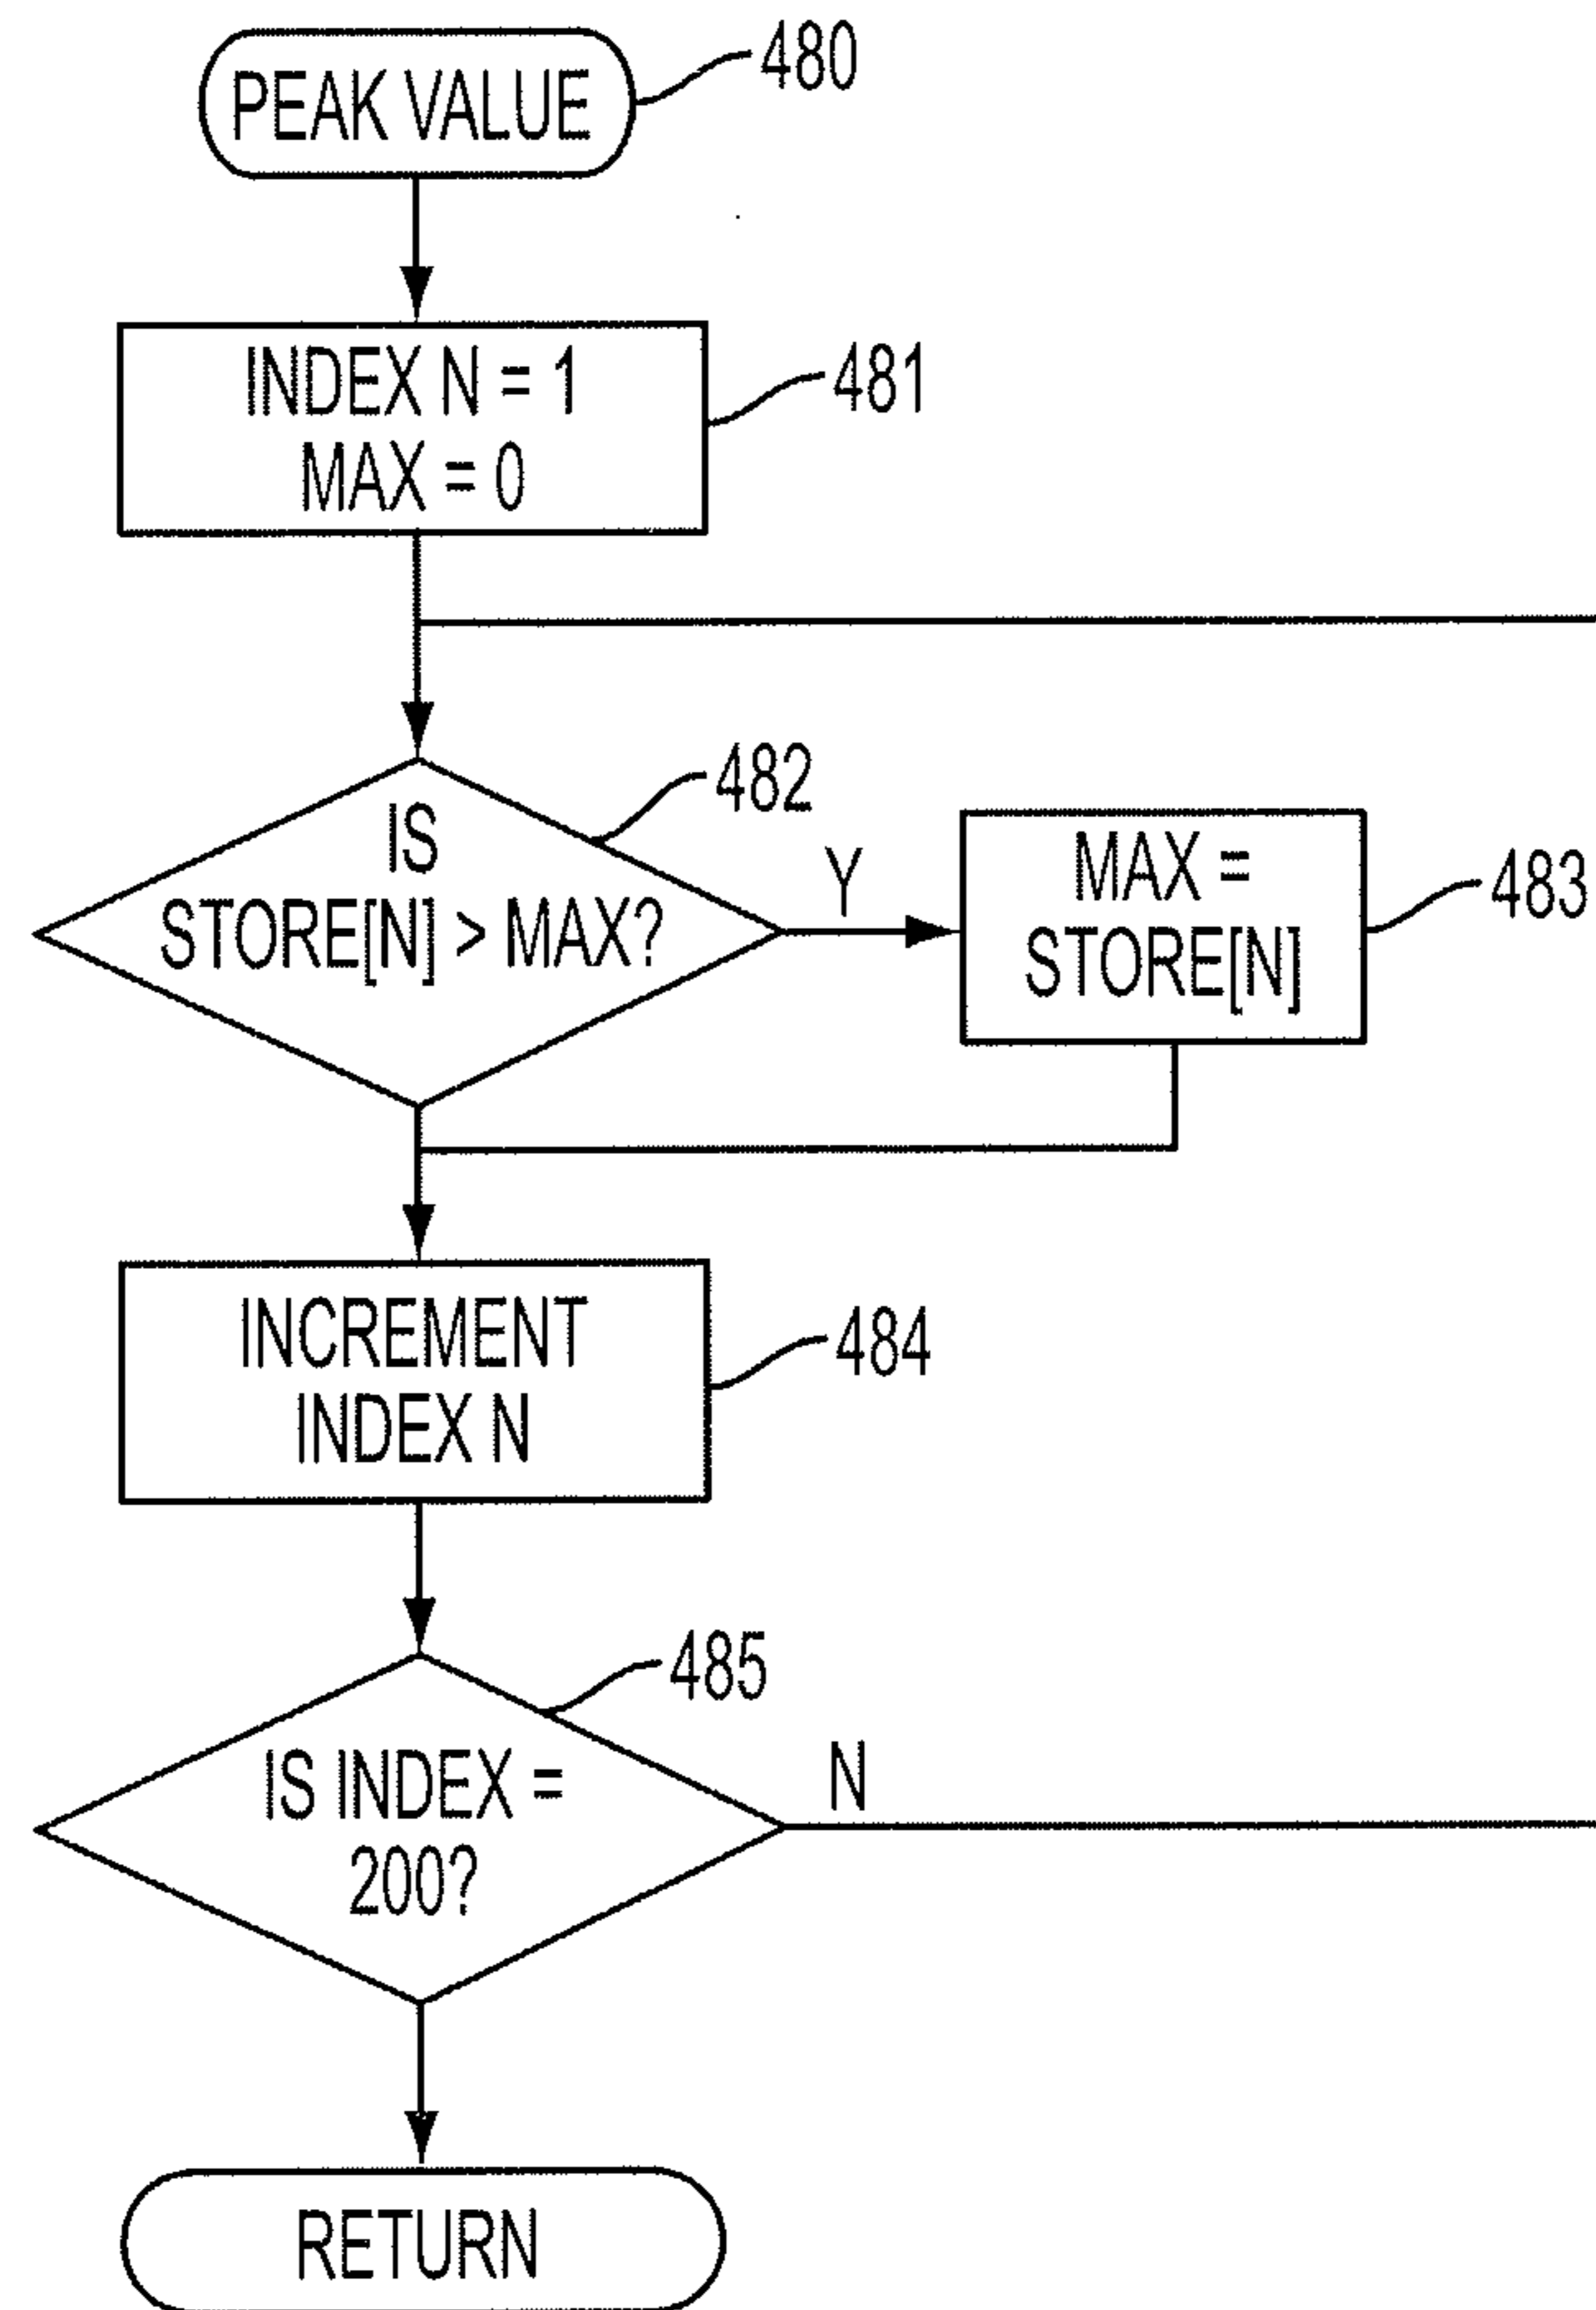 PEAK VALUE
480
INDEX N = 1
MAX = 0
481
IS
STORE[N] > MAX?
482
Y
MAX =
STORE[N]
483
INCREMENT
INDEX N
484
IS INDEX =
200?
485
N
RETURN